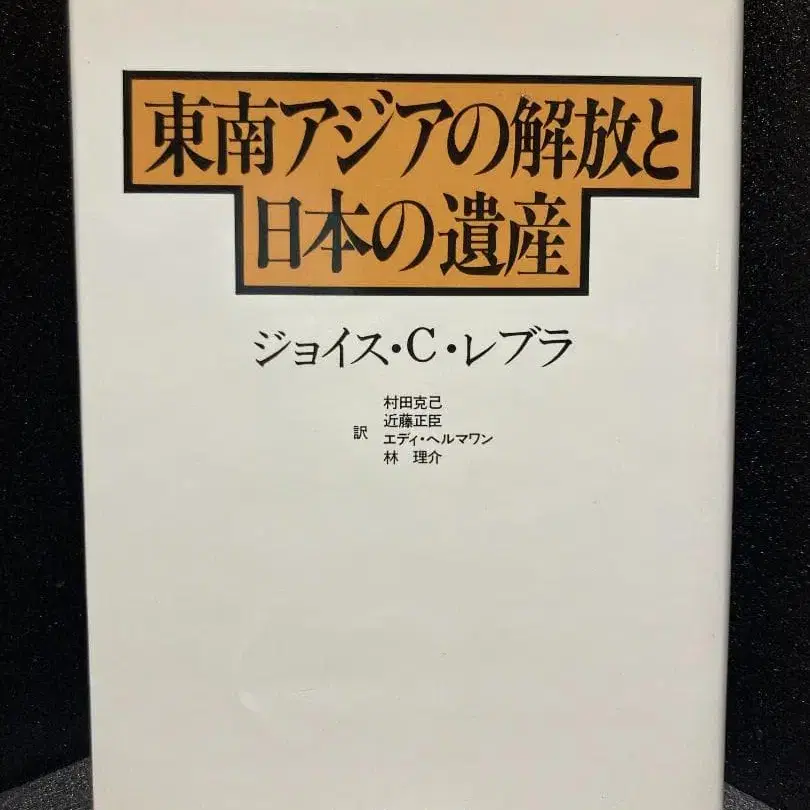 東南アジアの解放と
日本の遺産
ジョイス・C・レブラ
村田克己
近藤正臣
訳 エディ・ヘルマワン
林 理介